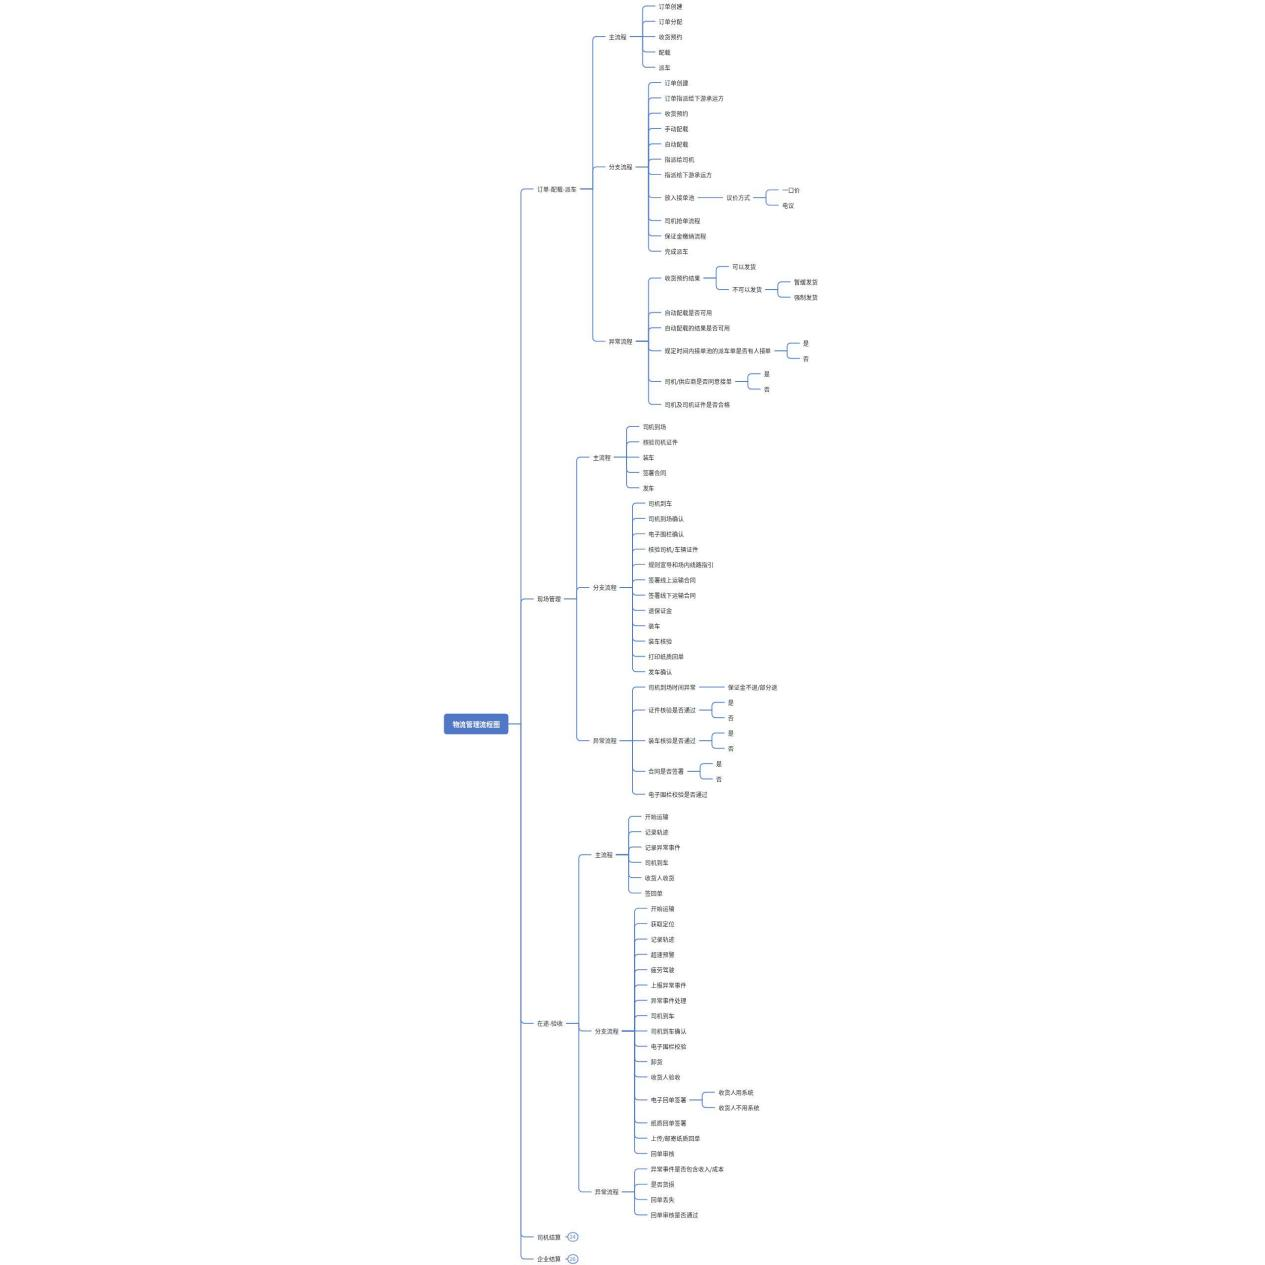 物流管理流程图
订单-配载-派车
主流程
订单创建
订单分配
收货预约
配载
派车
分支流程
订单创建
订单指派给下游承运方
收货预约
手动配载
自动配载
指派给司机
指派给下游承运方
放入接单池
议价方式
一口价
电议
司机抢单流程
保证金缴纳流程
完成派车
异常流程
收货预约结果
可以发货
不可以发货
暂缓发货
强制发货
自动配载是否可用
自动配载的结果是否可用
规定时间内接单池的派车单是否有人接单
是
否
司机/供应商是否同意接单
是
否
司机及司机证件是否合格
现场管理
主流程
司机到场
核验司机证件
装车
签署合同
发车
分支流程
司机到车
司机到场确认
电子围栏确认
核验司机/车辆证件
规则宣导和场内线路指引
签署线上运输合同
签署线下运输合同
退保证金
装车
装车核验
打印纸质回单
发车确认
异常流程
司机到场时间异常
保证金不退/部分退
证件核验是否通过
是
否
装车核验是否通过
是
否
合同是否签署
是
否
电子围栏校验是否通过
在途-验收
主流程
开始运输
记录轨迹
记录异常事件
司机到车
收货人收货
签回单
分支流程
开始运输
获取定位
记录轨迹
超速预警
疲劳驾驶
上报异常事件
异常事件处理
司机到车
司机到车确认
电子围栏校验
卸货
收货人验收
电子回单签署
收货人用系统
收货人不用系统
纸质回单签署
上传/邮寄纸质回单
回单审核
异常流程
异常事件是否包含收入/成本
是否货损
回单丢失
回单审核是否通过
司机结算
企业结算